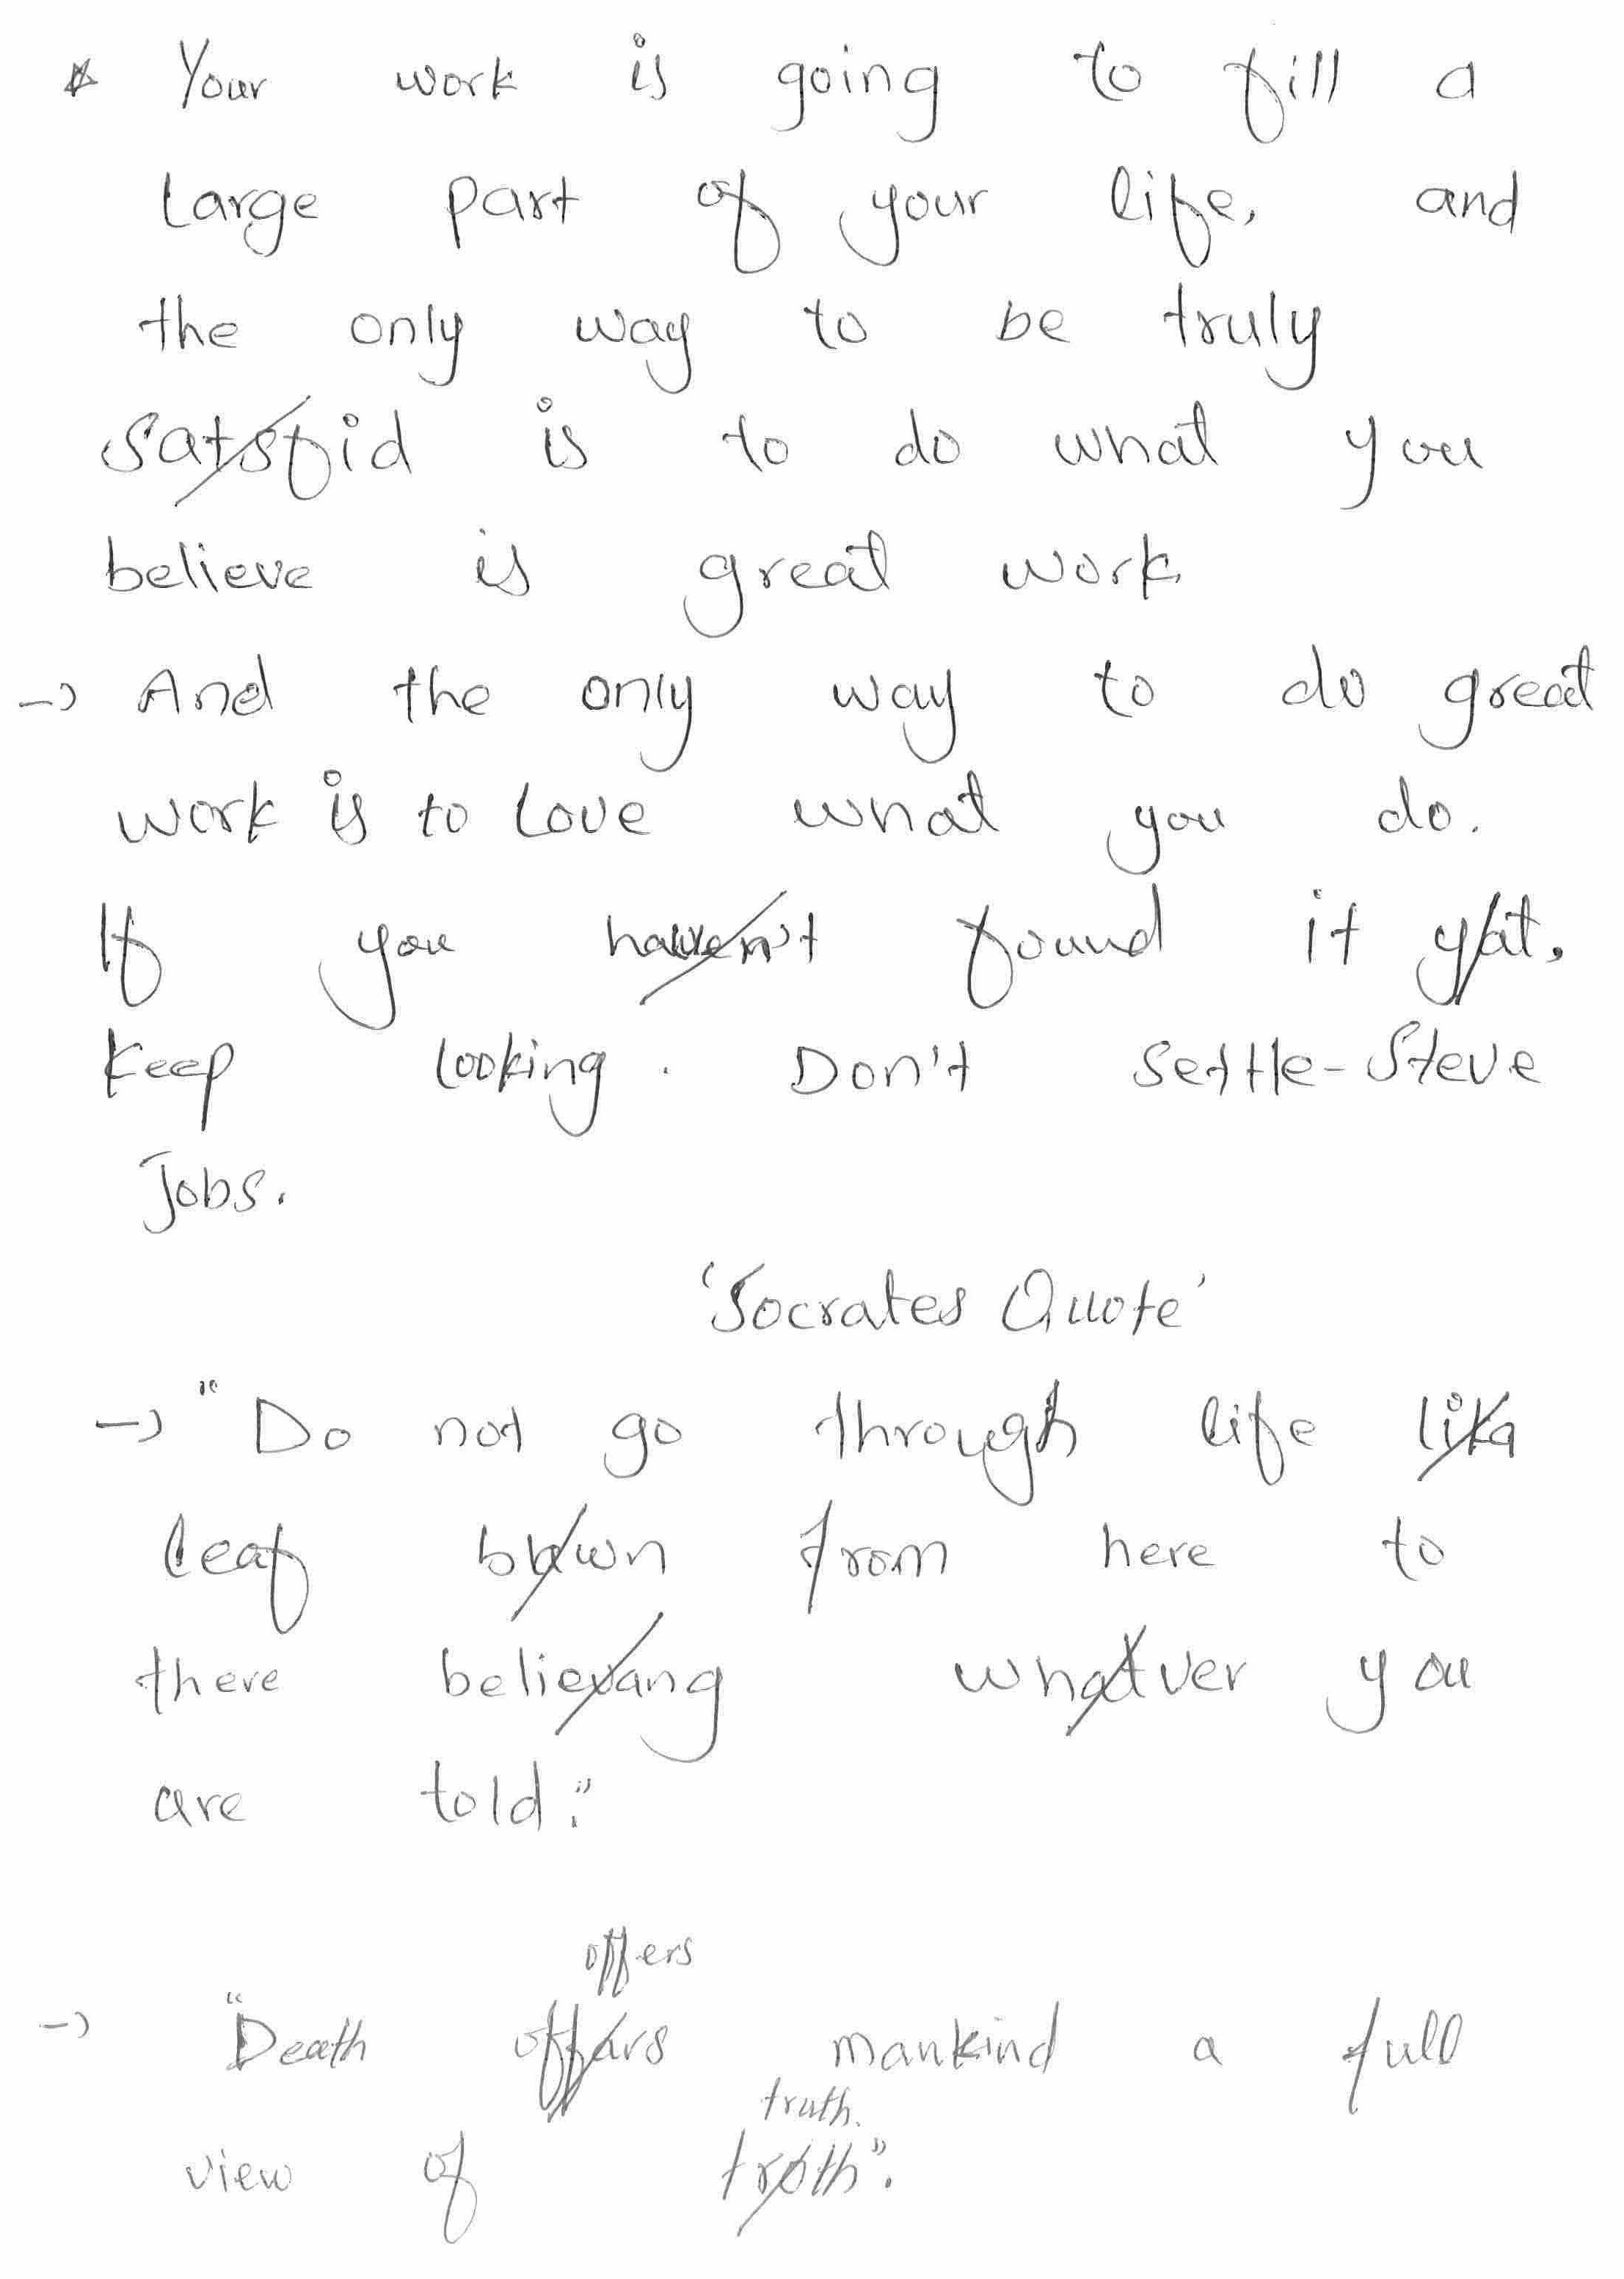 * Your work is going to fill a
large part of your life, and
the only way to be truly
satsfid is to do what you
believe is great work
-> And the only way to do great
work is to love what you do.
If you haven't found it yat.
Keep looking. Don't settle - Steve
Jobs.
'Socrates Quote'
-> "Do not go through life lika
leaf blawn from here to
there believang whatver you
are told."
offers
-> "Death offars mankind a full
truth.
view of troth".